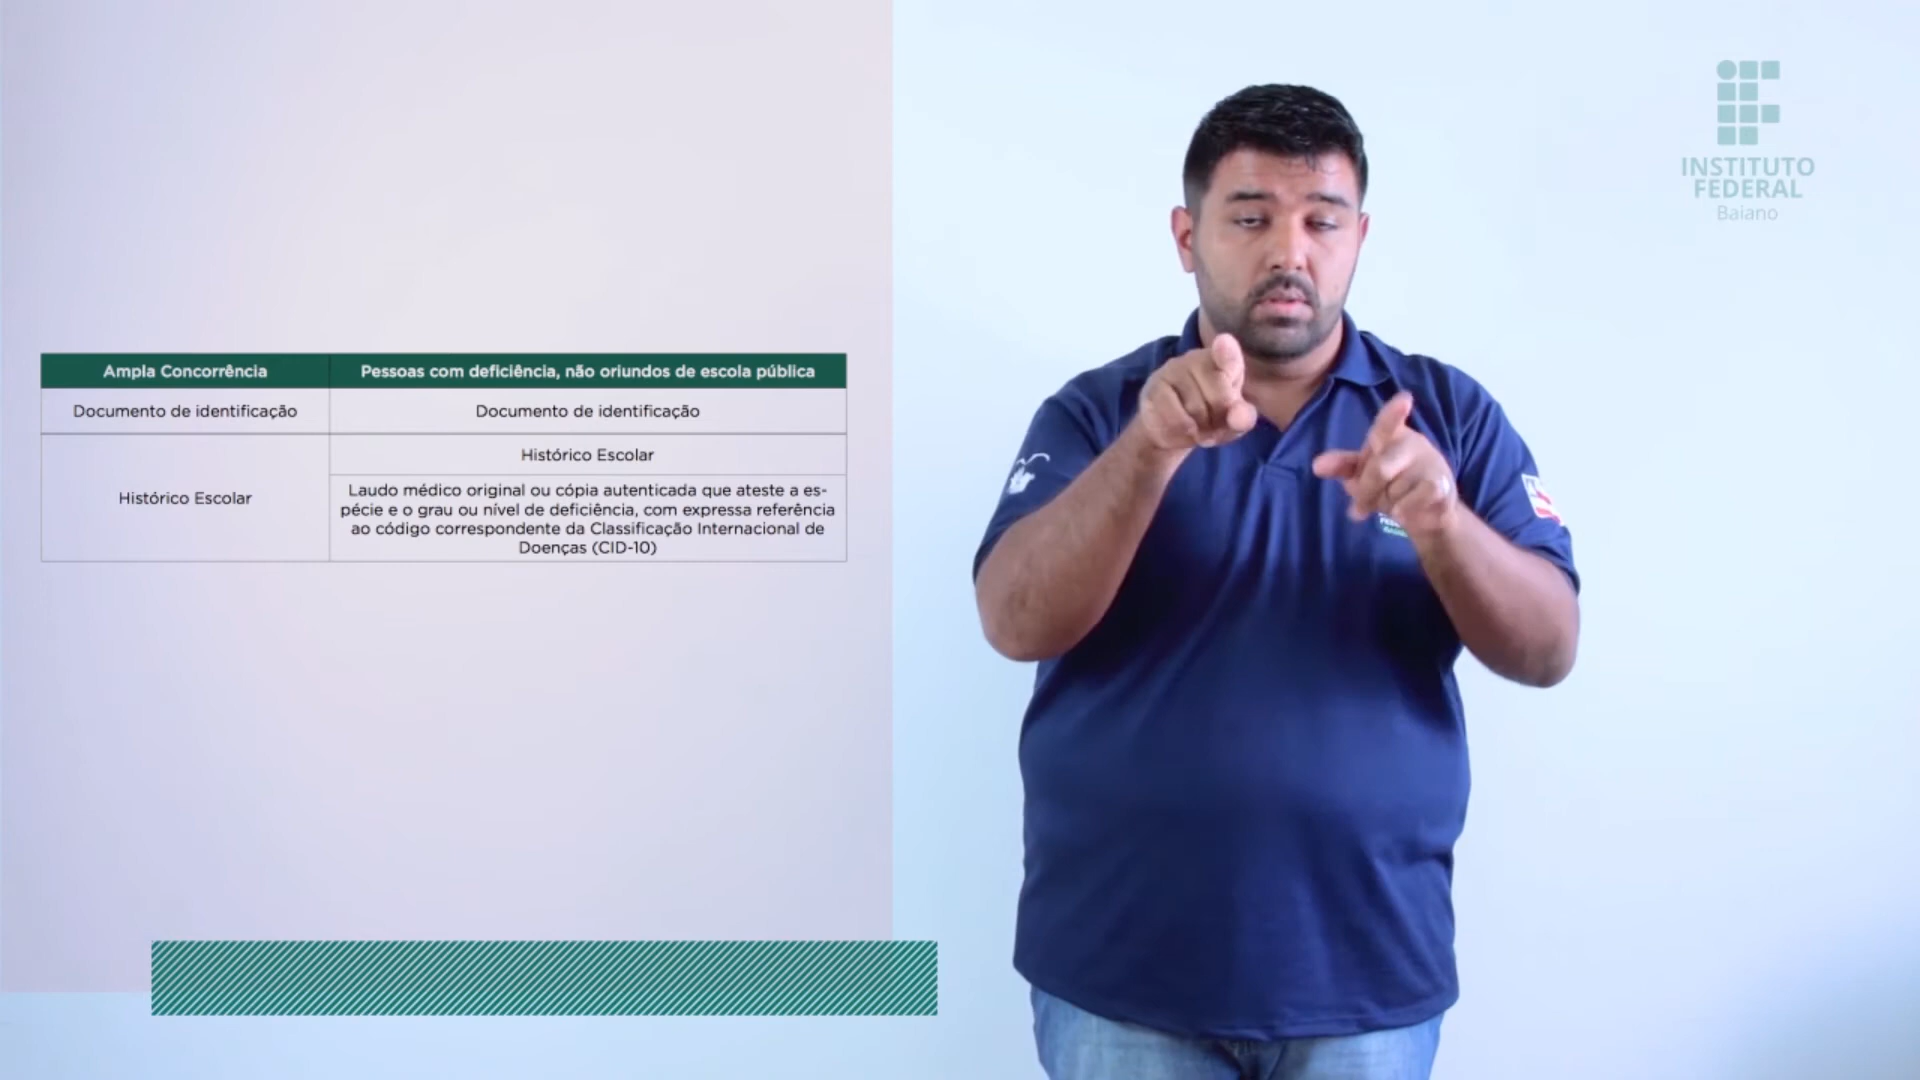 INSTITUTO
FEDERAL
Baiano
Ampla Concorrência
Pessoas com deficiência, não oriundos de escola pública
Documento de identificação
Documento de identificação
Histórico Escolar
Histórico Escolar
Laudo médico original ou cópia autenticada que ateste a es-
pécie e o grau ou nível de deficiência, com expressa referência
ao código correspondente da Classificação Internacional de
Doenças (CID-10)